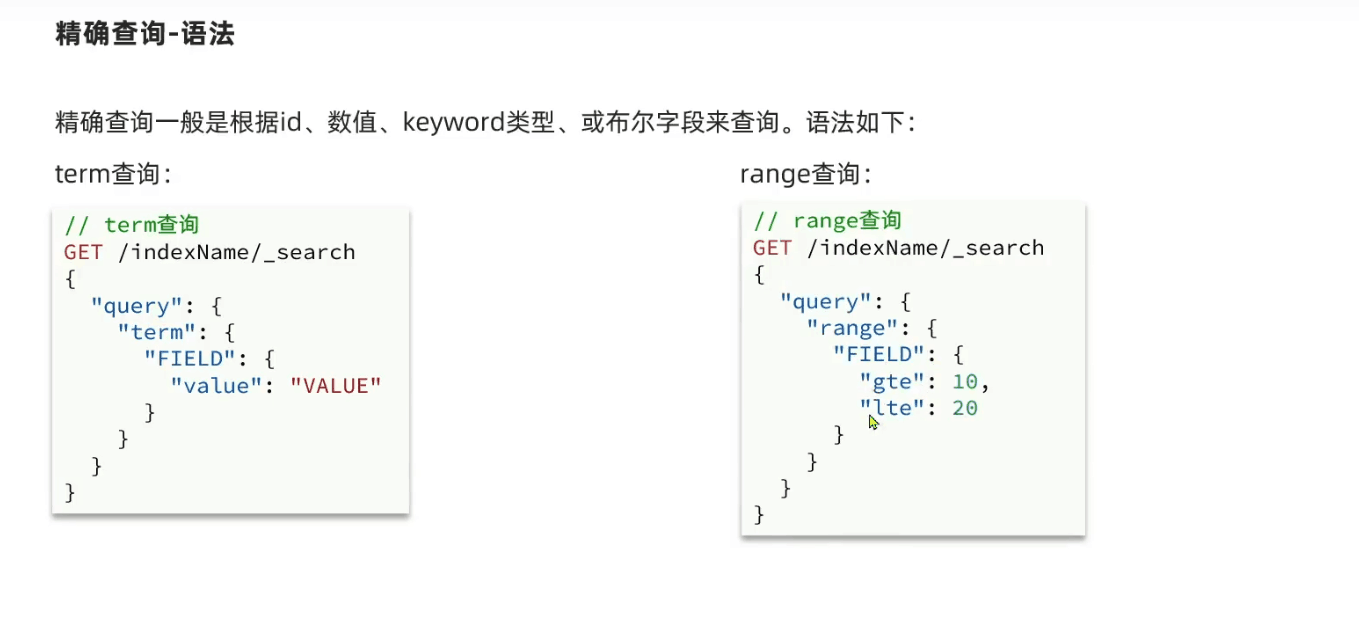 精确查询-语法
精确查询一般是根据id、数值、keyword类型、或布尔字段来查询。语法如下：
term查询：
// term查询
GET /indexName/_search
{
  "query": {
    "term": {
      "FIELD": {
        "value": "VALUE"
      }
    }
  }
}
range查询：
// range查询
GET /indexName/_search
{
  "query": {
    "range": {
      "FIELD": {
        "gte": 10,
        "lte": 20
      }
    }
  }
}